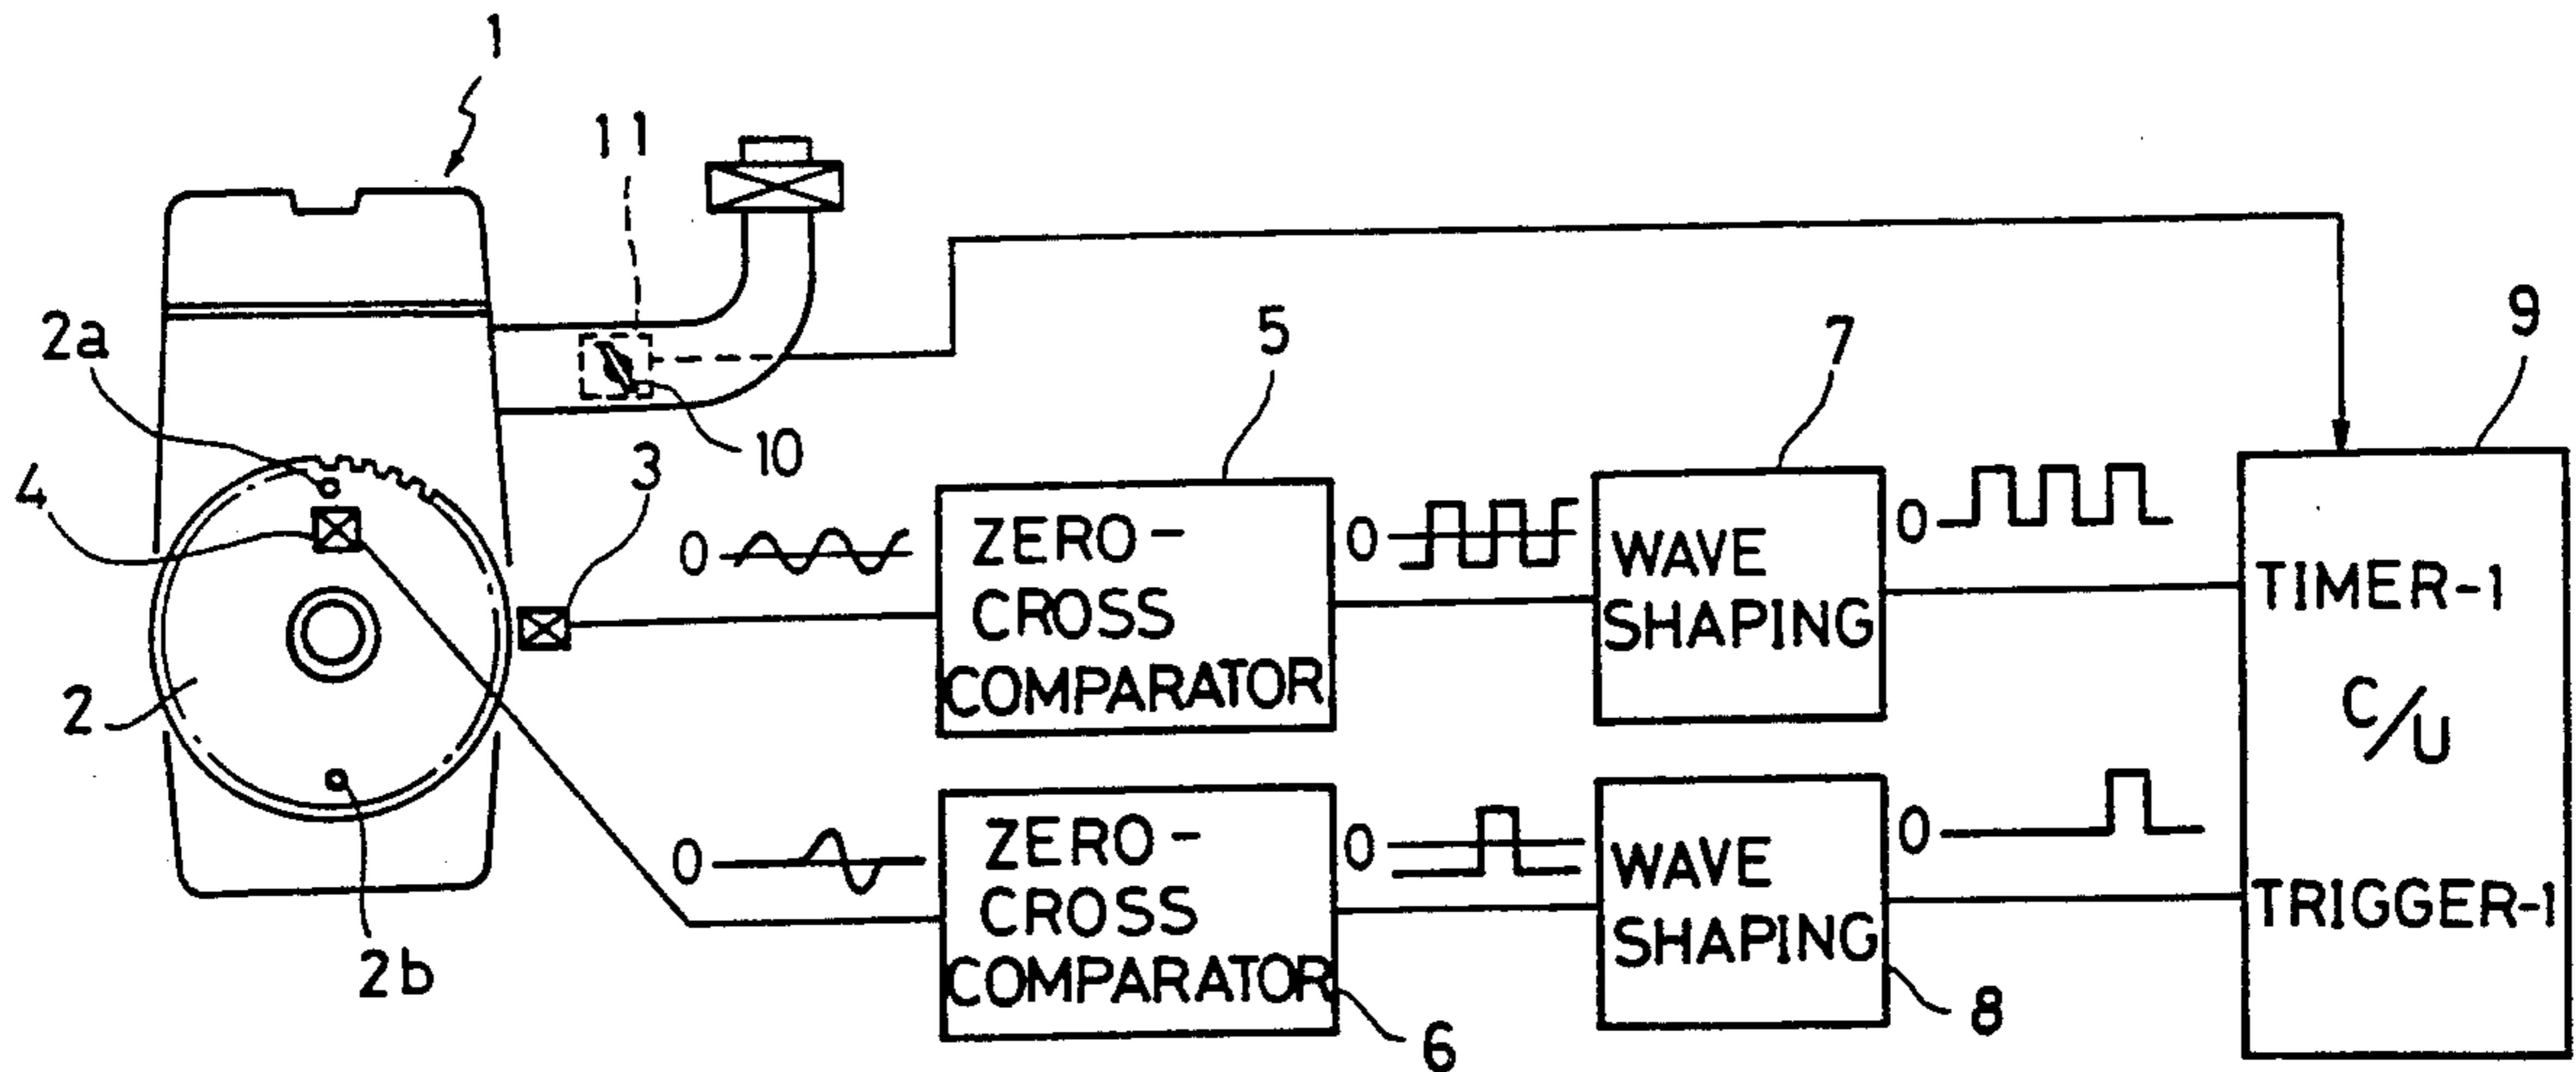 1
11
2a
4
10
3
5
7
9
0
ZERO-
CROSS
COMPARATOR
0
WAVE
SHAPING
0
TIMER-1
C/U
TRIGGER-1
2
2b
0
ZERO-
CROSS
COMPARATOR
6
0
WAVE
SHAPING
8
0